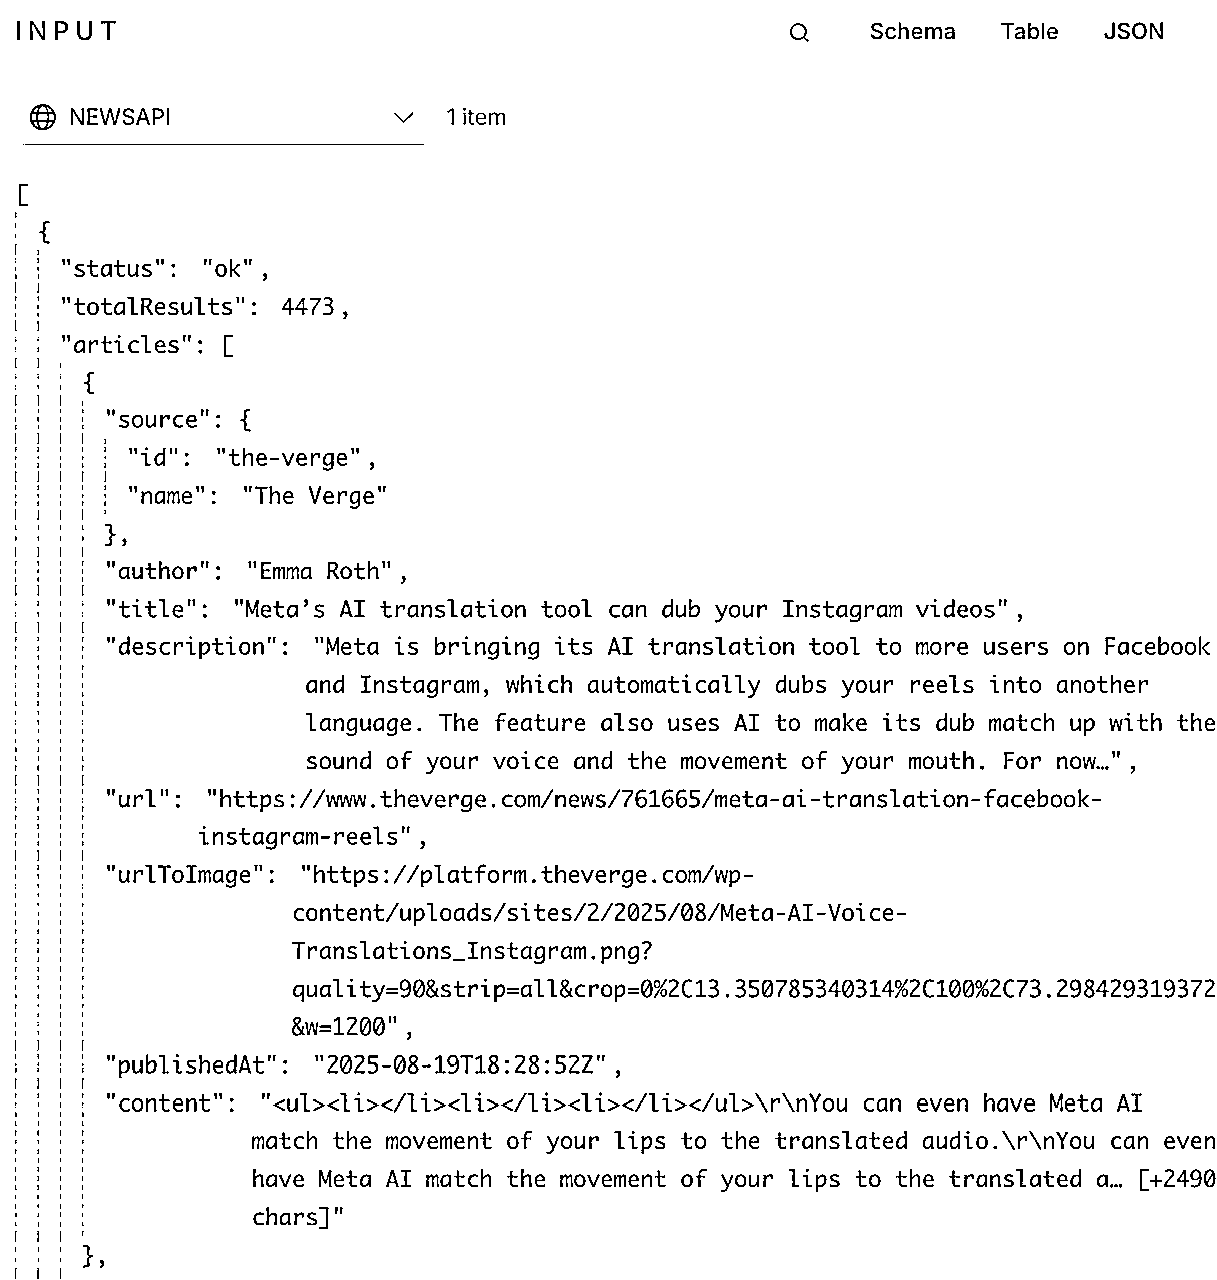 INPUT
Schema Table JSON
NEWSAPI 1 item
[
{
"status": "ok",
"totalResults": 4473,
"articles": [
{
"source": {
"id": "the-verge",
"name": "The Verge"
},
"author": "Emma Roth",
"title": "Meta’s AI translation tool can dub your Instagram videos",
"description": "Meta is bringing its AI translation tool to more users on Facebook
and Instagram, which automatically dubs your reels into another
language. The feature also uses AI to make its dub match up with the
sound of your voice and the movement of your mouth. For now…",
"url": "https://www.theverge.com/news/761665/meta-ai-translation-facebook-
instagram-reels",
"urlToImage": "https://platform.theverge.com/wp-
content/uploads/sites/2/2025/08/Meta-AI-Voice-
Translations_Instagram.png?
quality=90&strip=all&crop=0%2C13.350785340314%2C100%2C73.298429319372
&w=1200",
"publishedAt": "2025-08-19T18:28:52Z",
"content": "<ul><li></li><li></li><li></li></ul>\r\nYou can even have Meta AI
match the movement of your lips to the translated audio.\r\nYou can even
have Meta AI match the movement of your lips to the translated a… [+2490
chars]"
},